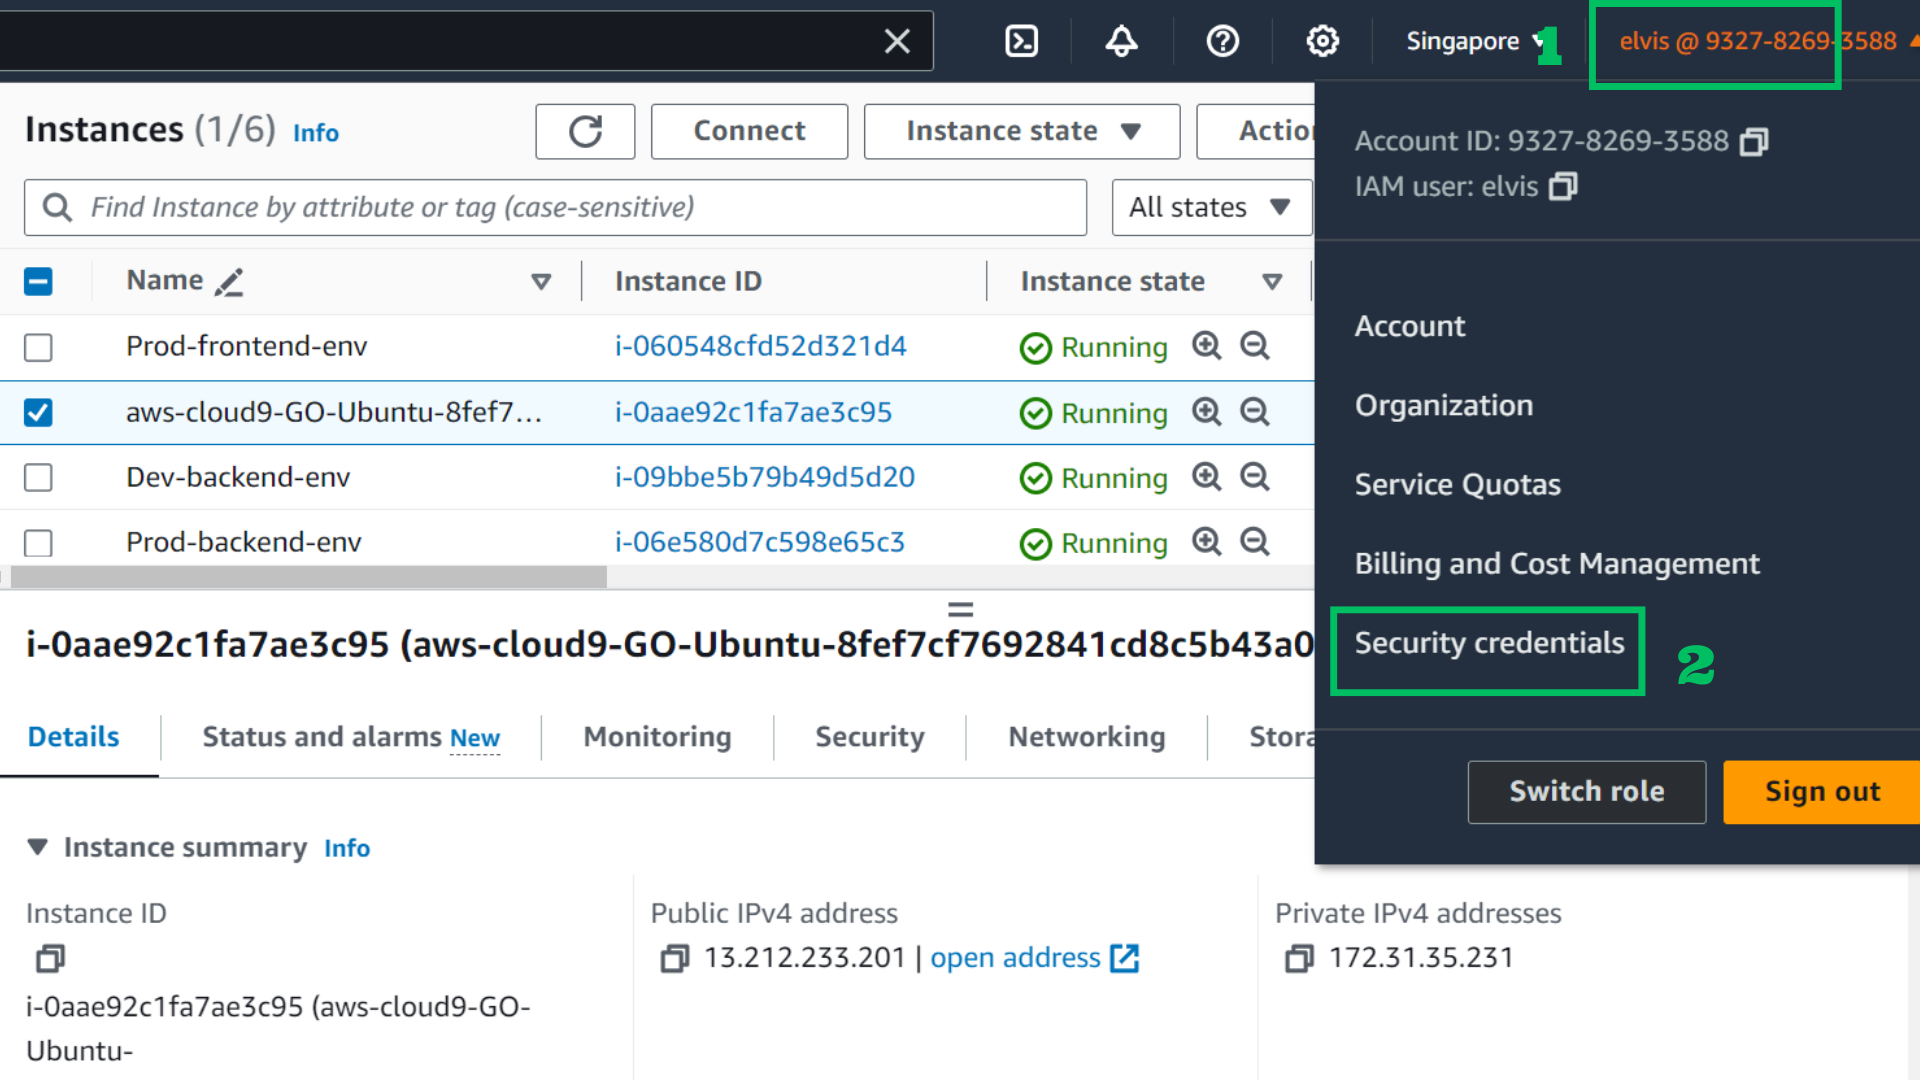 Singapore
1
elvis @ 9327-8269-3588
Instances (1/6) Info
Connect
Instance state
Account ID: 9327-8269-3588
IAM user: elvis
Find Instance by attribute or tag (case-sensitive)
All states
Name
Instance ID
Instance state
Prod-frontend-env
i-060548cfd52d321d4
Running
aws-cloud9-GO-Ubuntu-8fef7...
i-0aae92c1fa7ae3c95
Running
Dev-backend-env
i-09bbe5b79b49d5d20
Running
Prod-backend-env
i-06e580d7c598e65c3
Running
Account
Organization
Service Quotas
Billing and Cost Management
Security credentials
2
Switch role
Sign out
i-0aae92c1fa7ae3c95 (aws-cloud9-GO-Ubuntu-8fef7cf7692841cd8c5b43a0
Details
Status and alarms New
Monitoring
Security
Networking
Instance summary Info
Instance ID
i-0aae92c1fa7ae3c95 (aws-cloud9-GO-
Ubuntu-
Public IPv4 address
13.212.233.201 | open address
Private IPv4 addresses
172.31.35.231